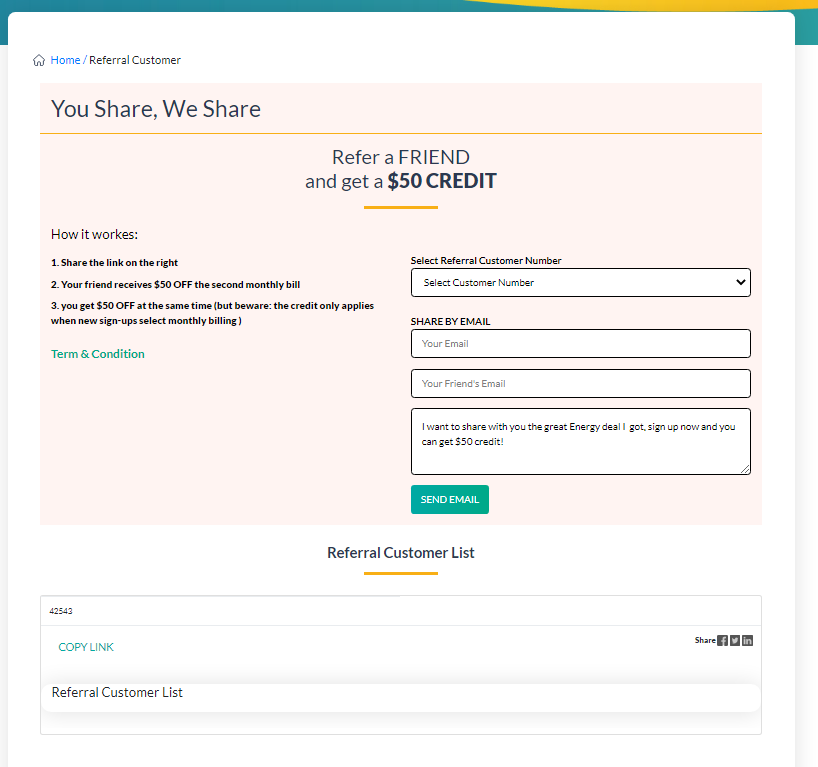 Home / Referral Customer
You Share, We Share
Refer a FRIEND
and get a $50 CREDIT
How it workes:
1. Share the link on the right
2. Your friend receives $50 OFF the second monthly bill
3. you get $50 OFF at the same time (but beware: the credit only applies
when new sign-ups select monthly billing )
Term & Condition
Select Referral Customer Number
Select Customer Number
SHARE BY EMAIL
Your Email
Your Friend's Email
I want to share with you the great Energy deal I got, sign up now and you
can get $50 credit!
SEND EMAIL
Referral Customer List
42543
COPY LINK
Share
Referral Customer List